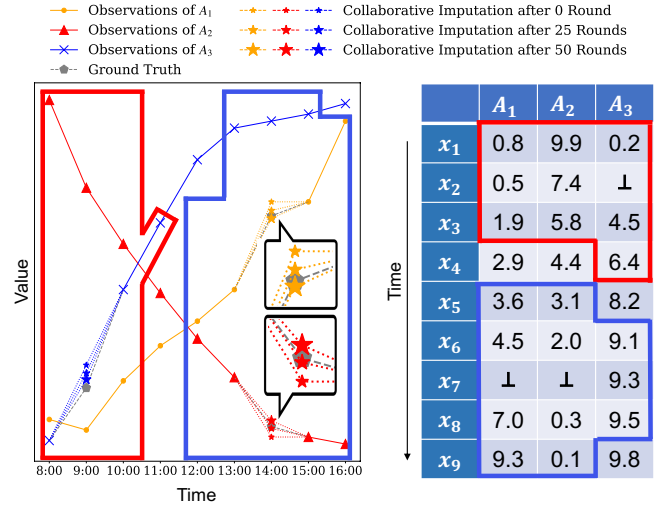 Observations of A₁
Observations of A₂
Observations of A₃
Ground Truth
Collaborative Imputation after 0 Round
Collaborative Imputation after 25 Rounds
Collaborative Imputation after 50 Rounds
Value
8:00 9:00 10:00 11:00 12:00 13:00 14:00 15:00 16:00
Time
Time
A₁ A₂ A₃
x₁ 0.8 9.9 0.2
x₂ 0.5 7.4 ⊥
x₃ 1.9 5.8 4.5
x₄ 2.9 4.4 6.4
x₅ 3.6 3.1 8.2
x₆ 4.5 2.0 9.1
x₇ ⊥ ⊥ 9.3
x₈ 7.0 0.3 9.5
x₉ 9.3 0.1 9.8